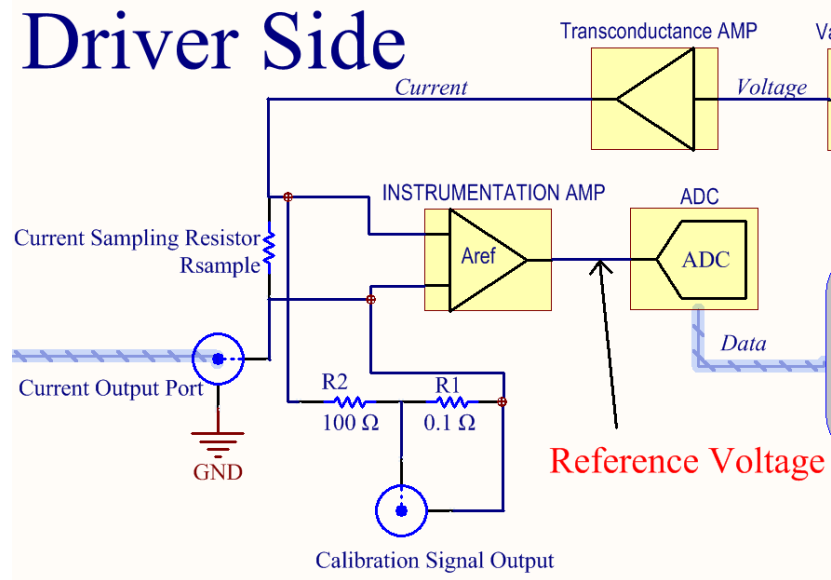 Driver Side
Transconductance AMP
Current
Voltage
INSTRUMENTATION AMP
ADC
Current Sampling Resistor
Rsample
Aref
ADC
Data
Current Output Port
R2
R1
100 Ω
0.1 Ω
GND
Reference Voltage
Calibration Signal Output